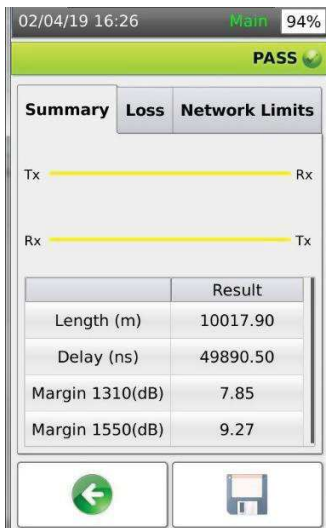 02/04/19 16:26 Main 94%
PASS
Summary Loss Network Limits
Tx Rx
Rx Tx
Result
Length (m) 10017.90
Delay (ns) 49890.50
Margin 1310(dB) 7.85
Margin 1550(dB) 9.27